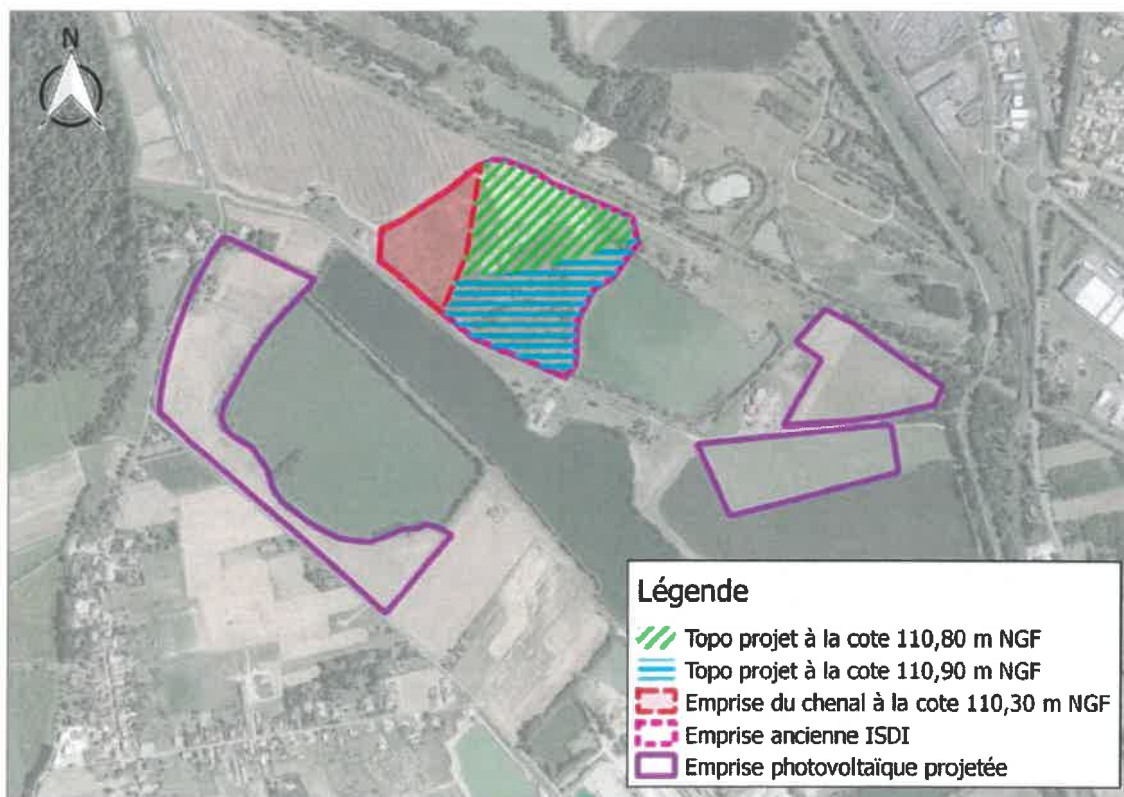 N
Légende
Topo projet à la cote 110,80 m NGF
Topo projet à la cote 110,90 m NGF
Emprise du chenal à la cote 110,30 m NGF
Emprise ancienne ISDI
Emprise photovoltaïque projetée